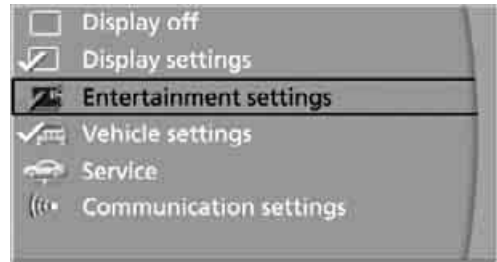 Display off
Display settings
Entertainment settings
Vehicle settings
Service
Communication settings